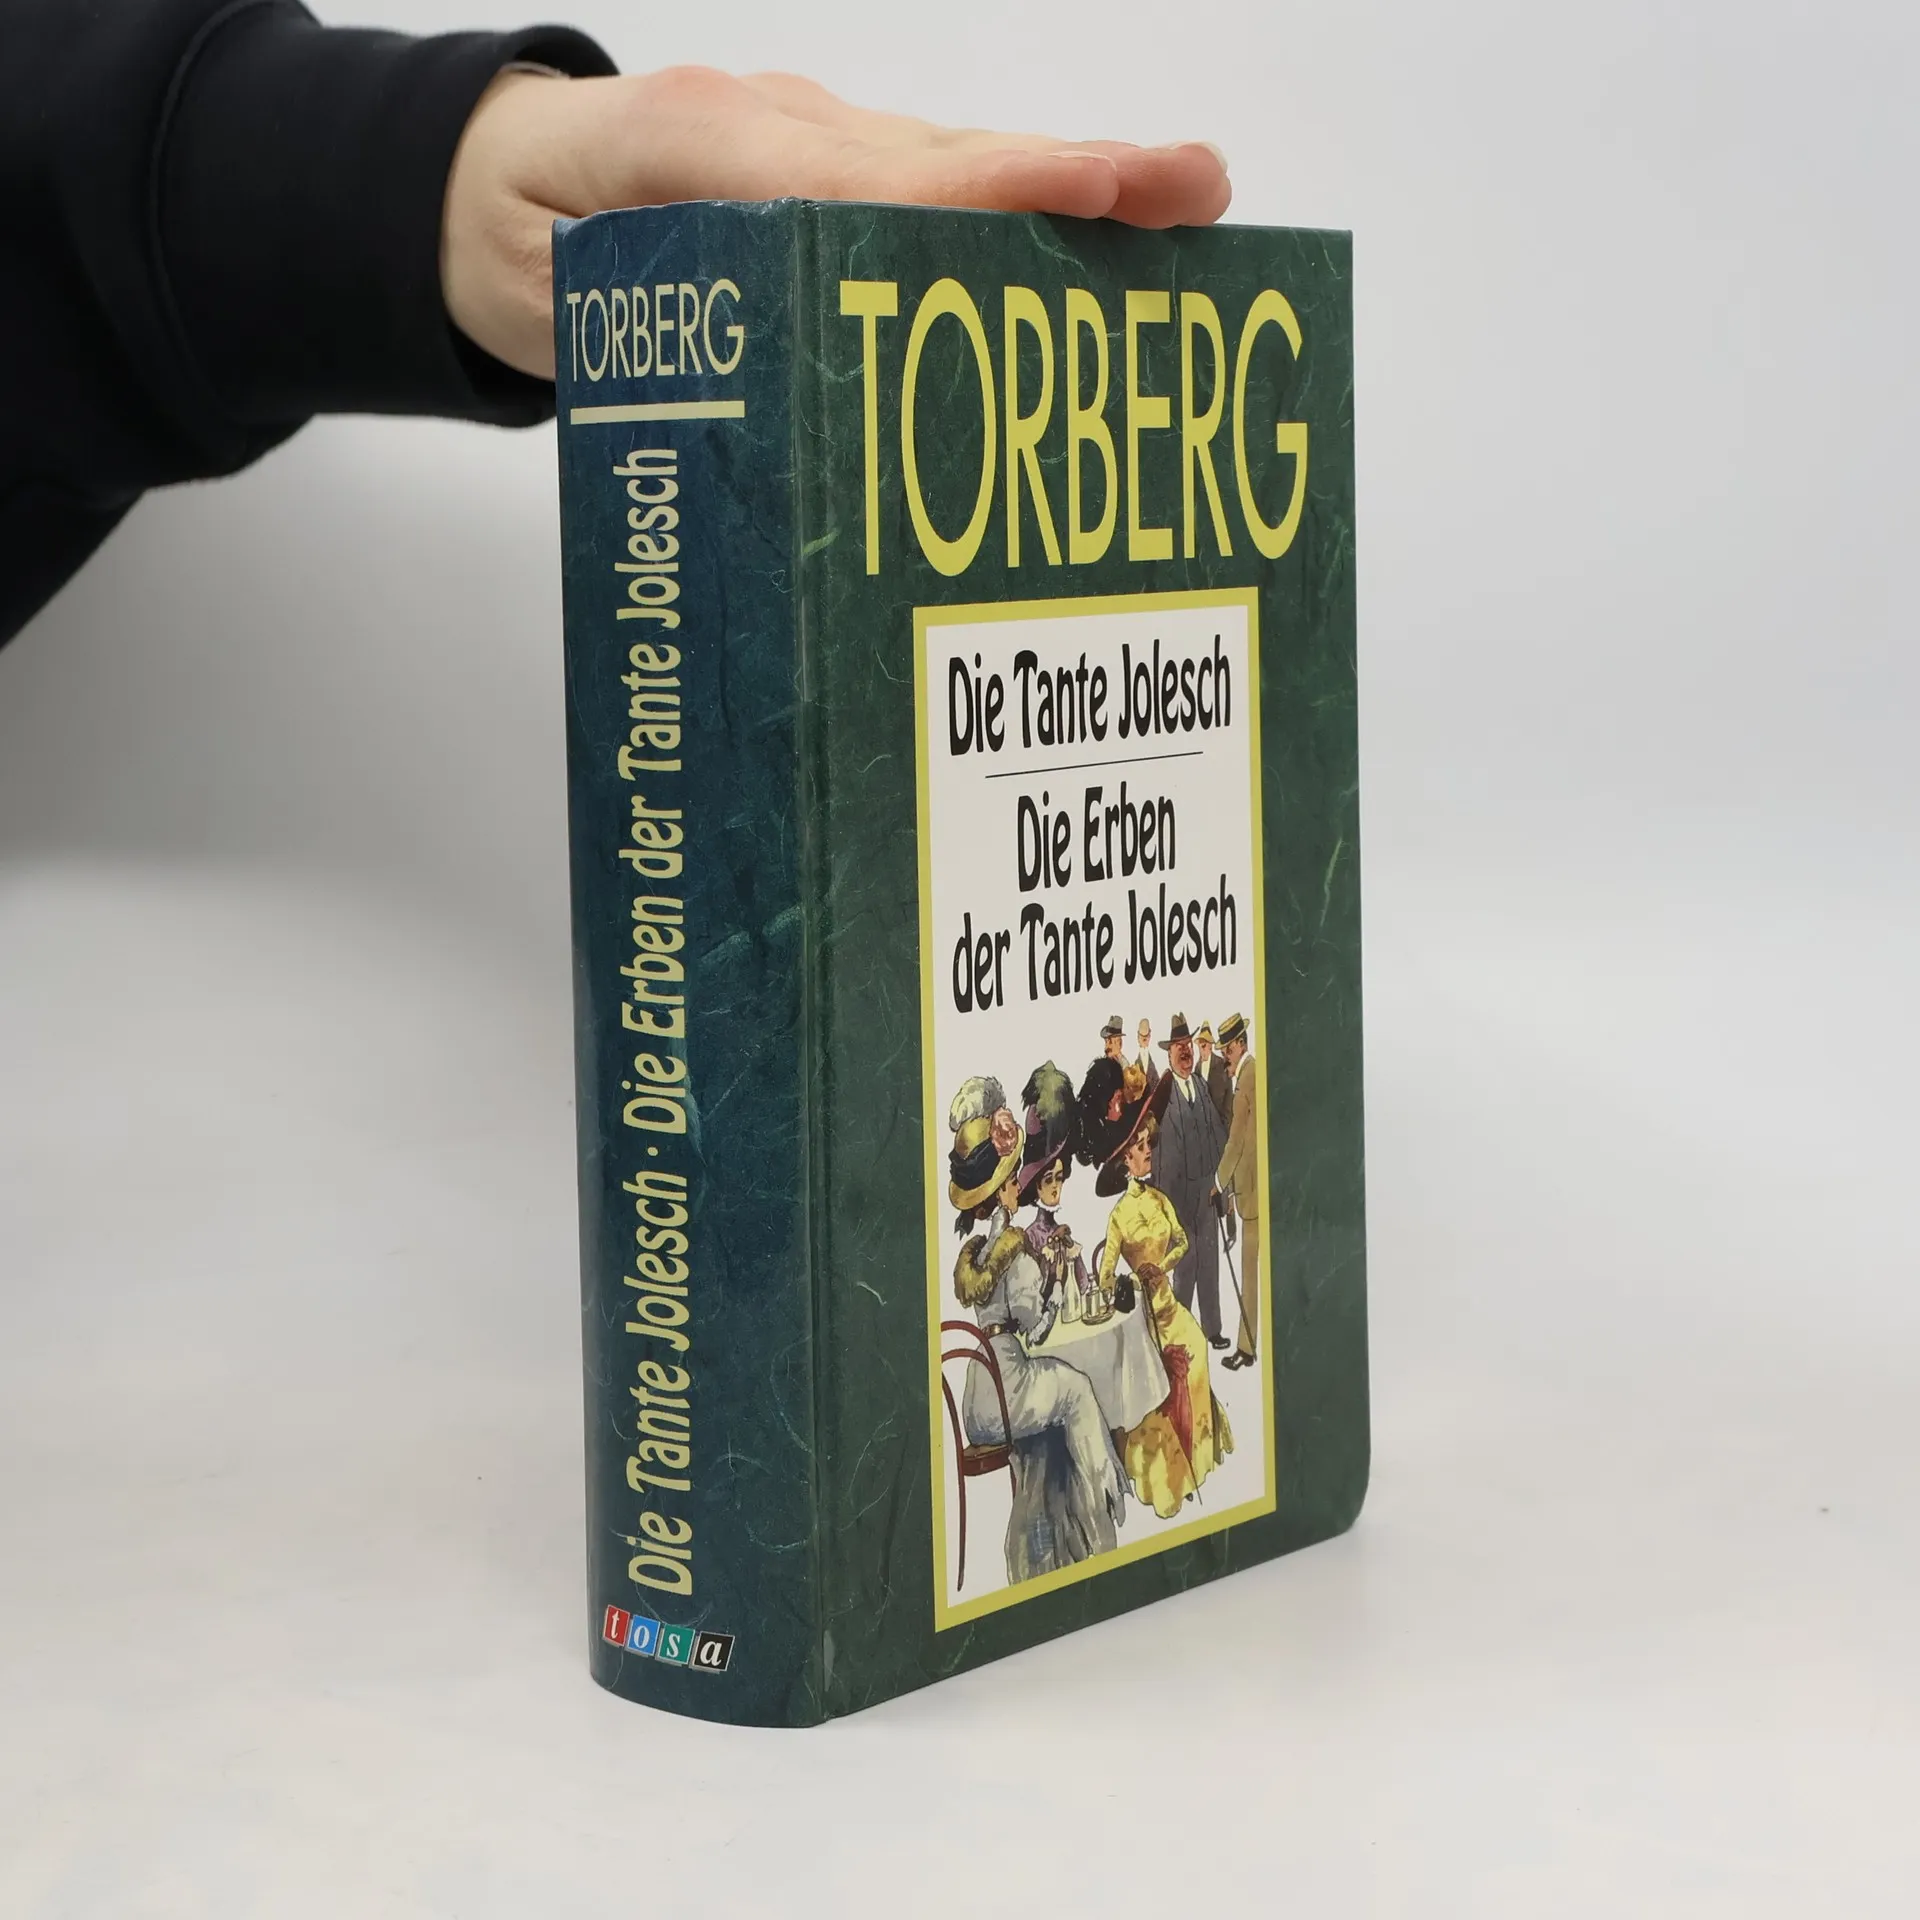 TORBERG
Die Tante Jolesch · Die Erben der Tante Jolesch
tosa
TORBERG
Die Tante Jolesch
Die Erben
der Tante Jolesch